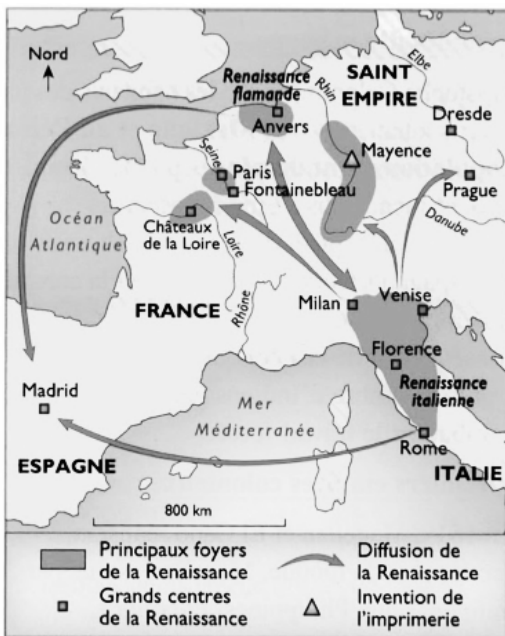 Nord
Renaissance
flamande
Anvers
Rhin
SAINT
EMPIRE
Elbe
Dresde
Mayence
Prague
Seine
Paris
Fontainebleau
Danube
Océan
Atlantique
Châteaux
de la Loire
Loire
FRANCE
Rhône
Milan
Venise
Florence
Renaissance
italienne
Madrid
Mer
Méditerranée
Rome
ESPAGNE
ITALIE
800 km
Principaux foyers
de la Renaissance
Grands centres
de la Renaissance
Diffusion de
la Renaissance
Invention de
l'imprimerie